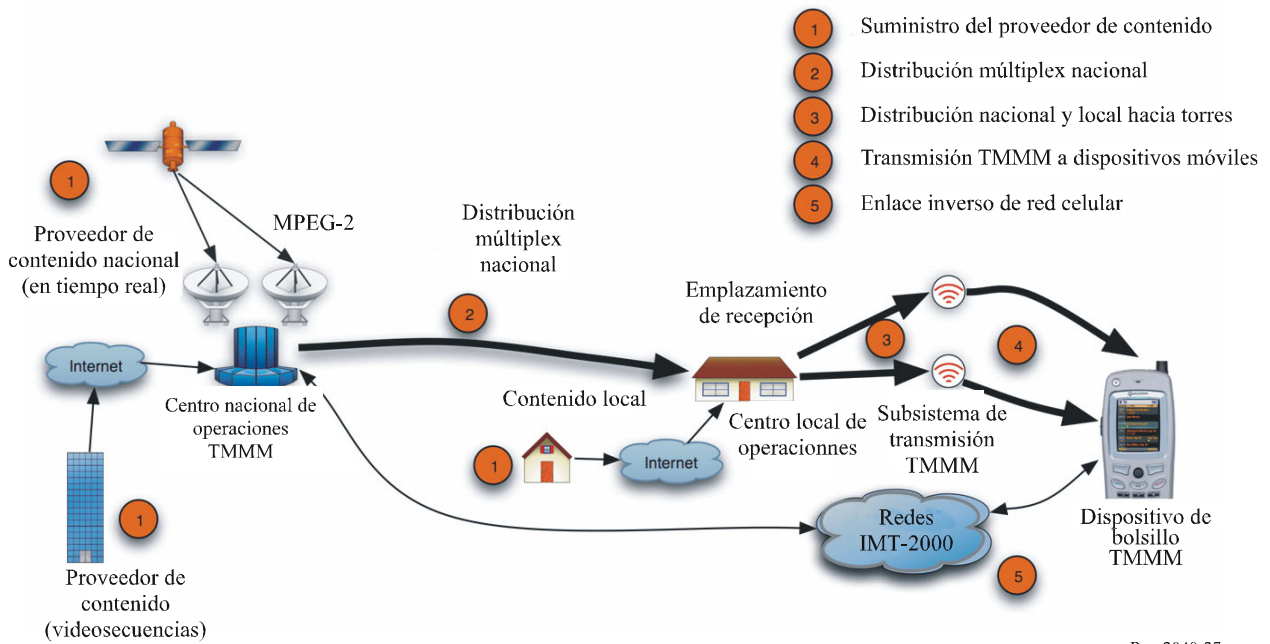 1 Suministro del proveedor de contenido
2 Distribución múltiplex nacional
3 Distribución nacional y local hacia torres
4 Transmisión TMMM a dispositivos móviles
5 Enlace inverso de red celular
1
Proveedor de
contenido nacional
(en tiempo real)
MPEG-2
Distribución
múltiplex
nacional
2
Internet
Centro nacional de
operaciones
TMMM
1
Proveedor de
contenido
(videosecuencias)
Contenido local
1
Internet
Emplazamiento
de recepción
Centro local de
operacionnes
3
4
Subsistema de
transmisión
TMMM
Redes
IMT-2000
5
Dispositivo de
bolsillo
TMMM